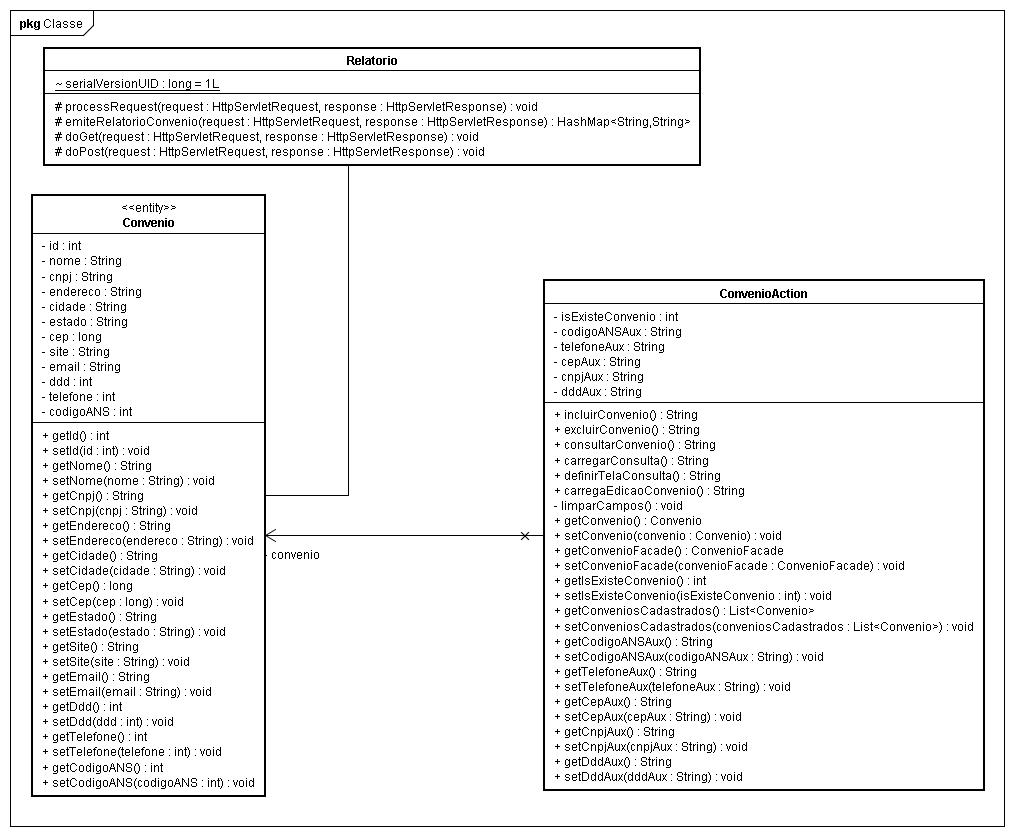 pkg Classe
Relatorio
~ serialVersionUID : long = 1L
# processRequest(request : HttpServletRequest, response : HttpServletResponse) : void
# emiteRelatorioConvenio(request : HttpServletRequest, response : HttpServletResponse) : HashMap<String,String>
# doGet(request : HttpServletRequest, response : HttpServletResponse) : void
# doPost(request : HttpServletRequest, response : HttpServletResponse) : void
<<entity>>
Convenio
- id : int
- nome : String
- cnpj : String
- endereco : String
- cidade : String
- estado : String
- cep : long
- site : String
- email : String
- ddd : int
- telefone : int
- codigoANS : int
+ getId() : int
+ setId(id : int) : void
+ getNome() : String
+ setNome(nome : String) : void
+ getCnpj() : String
+ setCnpj(cnpj : String) : void
+ getEndereco() : String
+ setEndereco(endereco : String) : void
+ getCidade() : String
+ setCidade(cidade : String) : void
+ getCep() : long
+ setCep(cep : long) : void
+ getEstado() : String
+ setEstado(estado : String) : void
+ getSite() : String
+ setSite(site : String) : void
+ getEmail() : String
+ setEmail(email : String) : void
+ getDdd() : int
+ setDdd(ddd : int) : void
+ getTelefone() : int
+ setTelefone(telefone : int) : void
+ getCodigoANS() : int
+ setCodigoANS(codigoANS : int) : void
- convenio
ConvenioAction
- isExisteConvenio : int
- codigoANSAux : String
- telefoneAux : String
- cepAux : String
- cnpjAux : String
- dddAux : String
+ incluirConvenio() : String
+ excluirConvenio() : String
+ consultarConvenio() : String
+ carregarConsulta() : String
+ definirTelaConsulta() : String
+ carregaEdicaoConvenio() : String
- limparCampos() : void
+ getConvenio() : Convenio
+ setConvenio(convenio : Convenio) : void
+ getConvenioFacade() : ConvenioFacade
+ setConvenioFacade(convenioFacade : ConvenioFacade) : void
+ getIsExisteConvenio() : int
+ setIsExisteConvenio(isExisteConvenio : int) : void
+ getConveniosCadastrados() : List<Convenio>
+ setConveniosCadastrados(conveniosCadastrados : List<Convenio>) : void
+ getCodigoANSAux() : String
+ setCodigoANSAux(codigoANSAux : String) : void
+ getTelefoneAux() : String
+ setTelefoneAux(telefoneAux : String) : void
+ getCepAux() : String
+ setCepAux(cepAux : String) : void
+ getCnpjAux() : String
+ setCnpjAux(cnpjAux : String) : void
+ getDddAux() : String
+ setDddAux(dddAux : String) : void